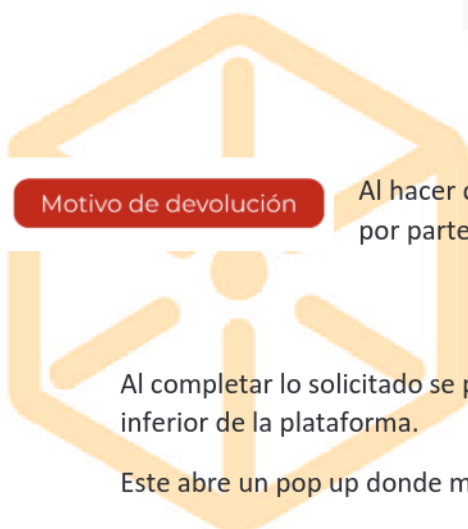 Motivo de devolución
Al hacer
por parte
Al completar lo solicitado se
inferior de la plataforma.
Este abre un pop up donde